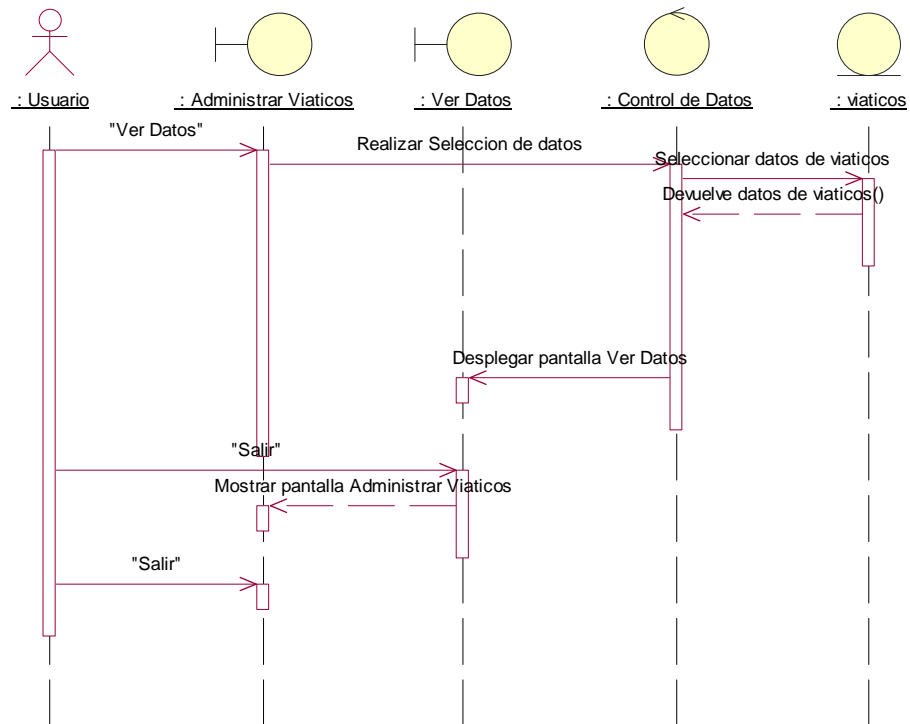 : Usuario
: Administrar Viaticos
: Ver Datos
: Control de Datos
: viaticos
"Ver Datos"
Realizar Seleccion de datos
Seleccionar datos de viaticos
Devuelve datos de viaticos()
Desplegar pantalla Ver Datos
"Salir"
Mostrar pantalla Administrar Viaticos
"Salir"